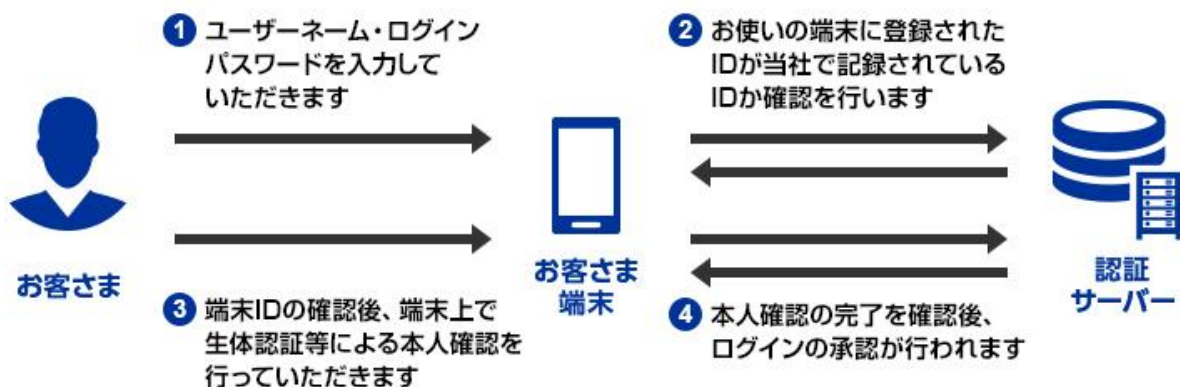 1 ユーザーネーム・ログイン
パスワードを入力して
いただきます
2 お使いの端末に登録された
IDが当社で記録されている
IDか確認を行います
お客さま
お客さま
端末
認証
サーバー
3 端末IDの確認後、端末上で
生体認証等による本人確認を
行っていただきます
4 本人確認の完了を確認後、
ログインの承認が行われます